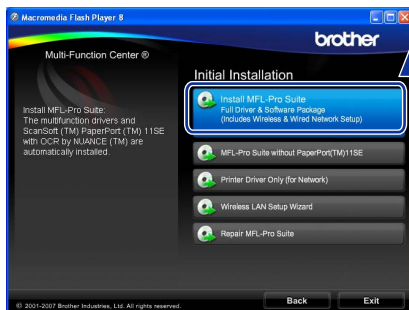 Macromedia Flash Player 8
brother
Multi-Function Center ®
Initial Installation
Install MFL-Pro Suite:
The multifunction drivers and
ScanSoft (TM) PaperPort (TM) 11SE
with OCR by NUANCE (TM) are
automatically installed.
Install MFL-Pro Suite
Full Driver & Software Package
(Includes Wireless & Wired Network Setup)
MFL-Pro Suite without PaperPort(TM)11SE
Printer Driver Only (for Network)
Wireless LAN Setup Wizard
Repair MFL-Pro Suite
© 2001-2007 Brother Industries, Ltd. All rights reserved.
Back
Exit